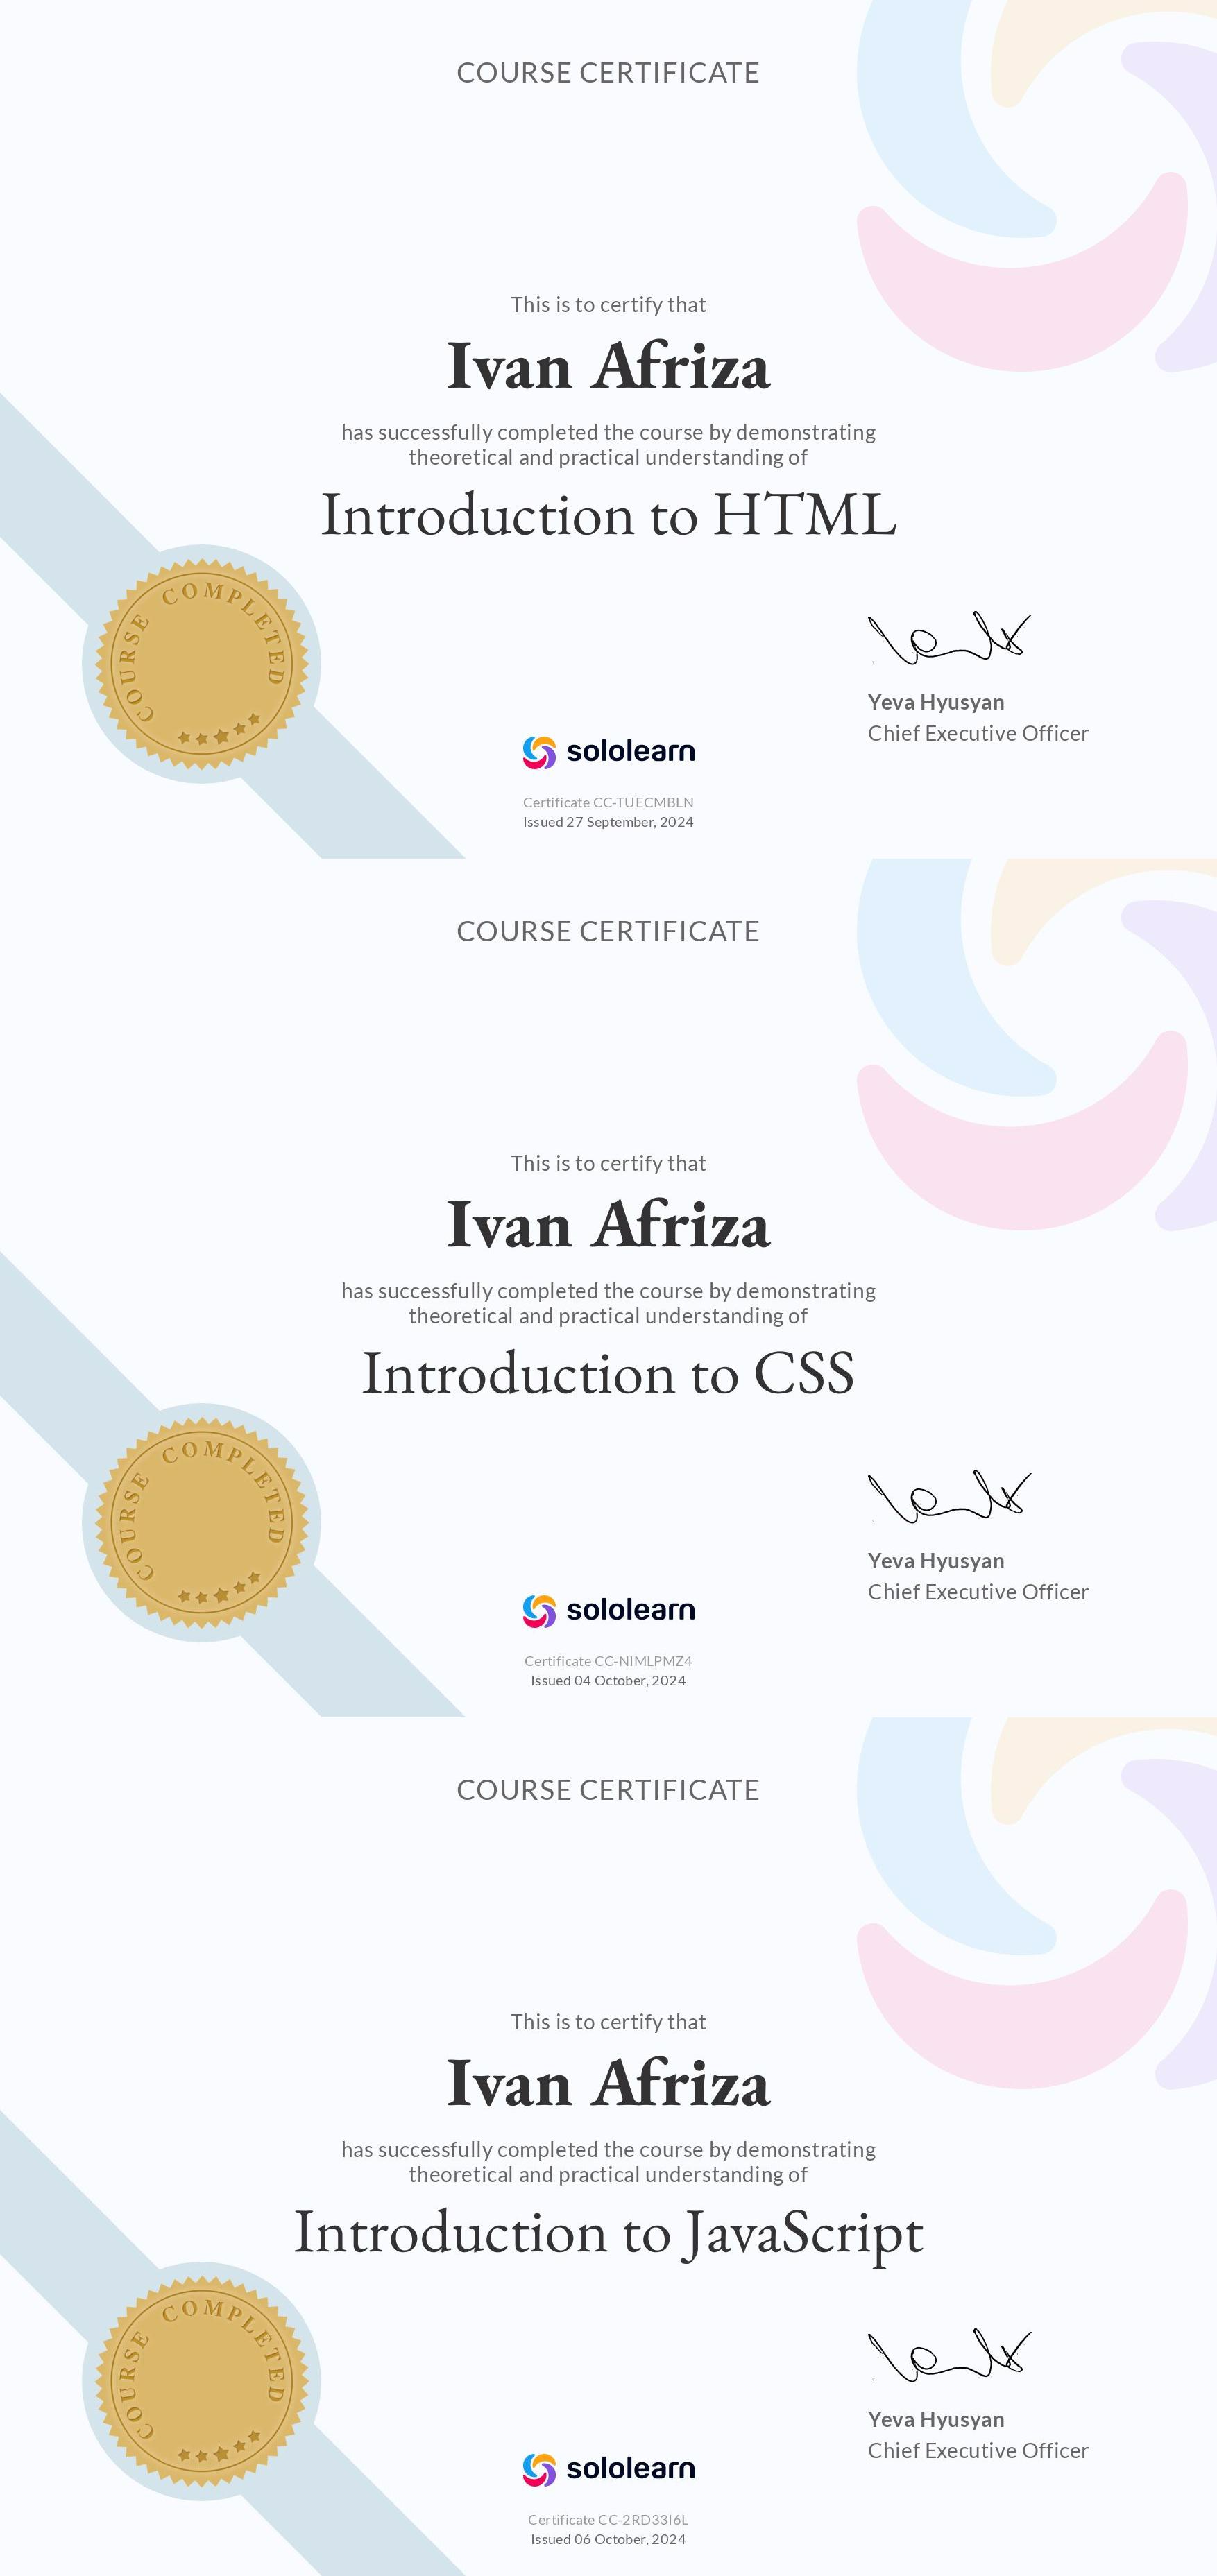 COURSE CERTIFICATE
This is to certify that
Ivan Afriza
has successfully completed the course by demonstrating
theoretical and practical understanding of
Introduction to HTML
COURSE COMPLETED
Yeva Hyusyan
Chief Executive Officer
sololearn
Certificate CC-TUECMBLN
Issued 27 September, 2024
COURSE CERTIFICATE
This is to certify that
Ivan Afriza
has successfully completed the course by demonstrating
theoretical and practical understanding of
Introduction to CSS
COURSE COMPLETED
Yeva Hyusyan
Chief Executive Officer
sololearn
Certificate CC-NIMLPMZ4
Issued 04 October, 2024
COURSE CERTIFICATE
This is to certify that
Ivan Afriza
has successfully completed the course by demonstrating
theoretical and practical understanding of
Introduction to JavaScript
COURSE COMPLETED
Yeva Hyusyan
Chief Executive Officer
sololearn
Certificate CC-2RD33I6L
Issued 06 October, 2024